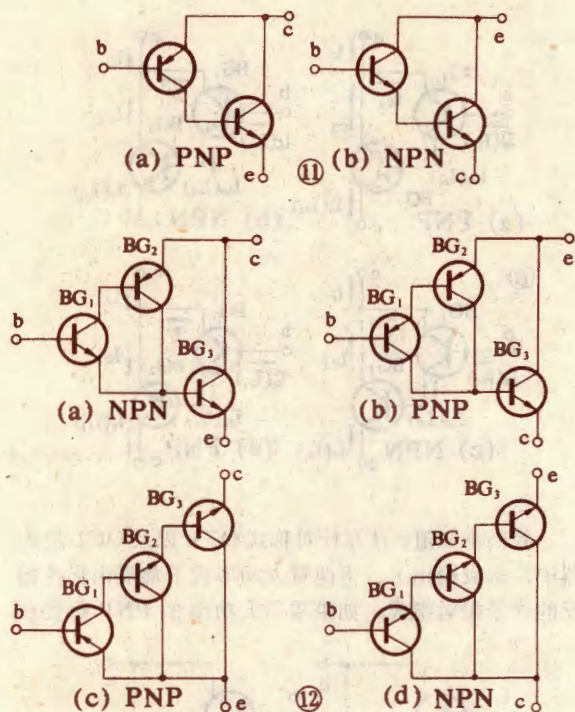 c e
b b
(a) PNP (b) NPN
e ⑪ c
BG₂ c BG₂ e
BG₁ BG₁
b b
BG₃ BG₃
(a) NPN (b) PNP
e c
c e
BG₃ BG₃
BG₂ BG₂
BG₁ BG₁
b b
(c) PNP e ⑫ (d) NPN c